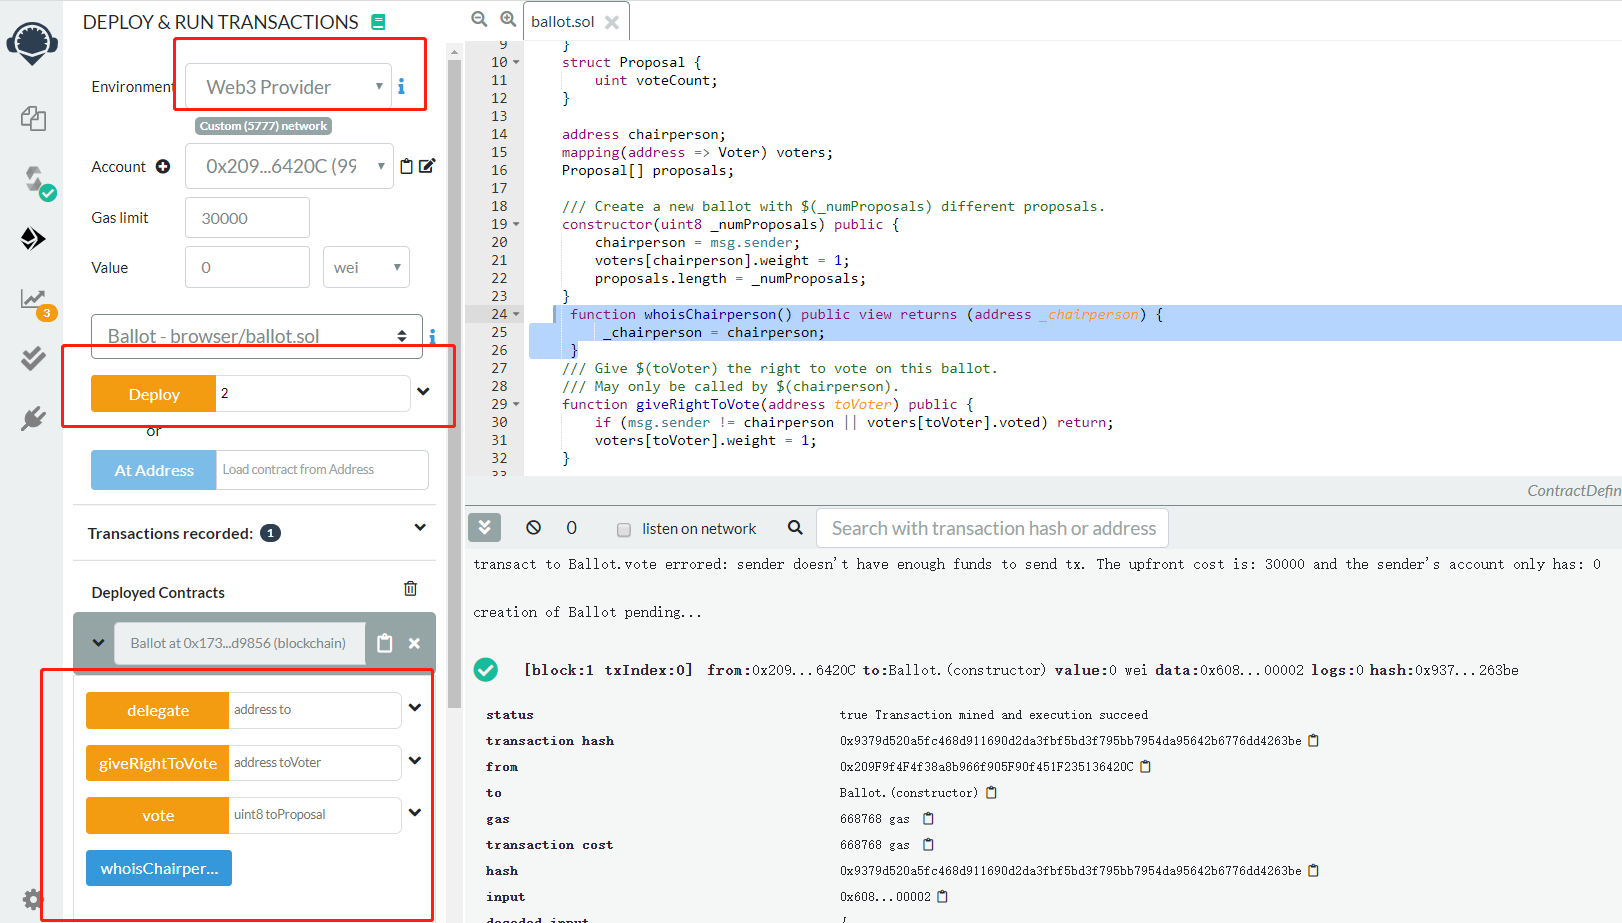 DEPLOY & RUN TRANSACTIONS
Environment
Web3 Provider
Custom (5777) network
Account
0x209...6420C (99
Gas limit
30000
Value
0
wei
Ballot - browser/ballot.sol
Deploy
2
or
At Address
Load contract from Address
Transactions recorded: 1
Deployed Contracts
Ballot at 0x173...d9856 (blockchain)
delegate
address to
giveRightToVote
address toVoter
vote
uint8 toProposal
whoisChairper...
3
ballot.sol
9 }
10 struct Proposal {
11 uint voteCount;
12 }
13
14 address chairperson;
15 mapping(address => Voter) voters;
16 Proposal[] proposals;
17
18 /// Create a new ballot with $(_numProposals) different proposals.
19 constructor(uint8 _numProposals) public {
20 chairperson = msg.sender;
21 voters[chairperson].weight = 1;
22 proposals.length = _numProposals;
23 }
24 function whoisChairperson() public view returns (address _chairperson) {
25 _chairperson = chairperson;
26 }
27 /// Give $(toVoter) the right to vote on this ballot.
28 /// May only be called by $(chairperson).
29 function giveRightToVote(address toVoter) public {
30 if (msg.sender != chairperson || voters[toVoter].voted) return;
31 voters[toVoter].weight = 1;
32 }
33
ContractDefin
0
listen on network
Search with transaction hash or address
transact to Ballot.vote errored: sender doesn't have enough funds to send tx. The upfront cost is: 30000 and the sender's account only has: 0
creation of Ballot pending...
[block:1 txIndex:0] from:0x209...6420C to:Ballot.(constructor) value:0 wei data:0x608...00002 logs:0 hash:0x937...263be
status true Transaction mined and execution succeed
transaction hash 0x9379d520a5fc468d911690d2da3fbf5bd3f795bb7954da95642b6776dd4263be
from 0x209F9f4F4f38a8b966f905F90f451F235136420C
to Ballot.(constructor)
gas 668768 gas
transaction cost 668768 gas
hash 0x9379d520a5fc468d911690d2da3fbf5bd3f795bb7954da95642b6776dd4263be
input 0x608...00002
decoded input {